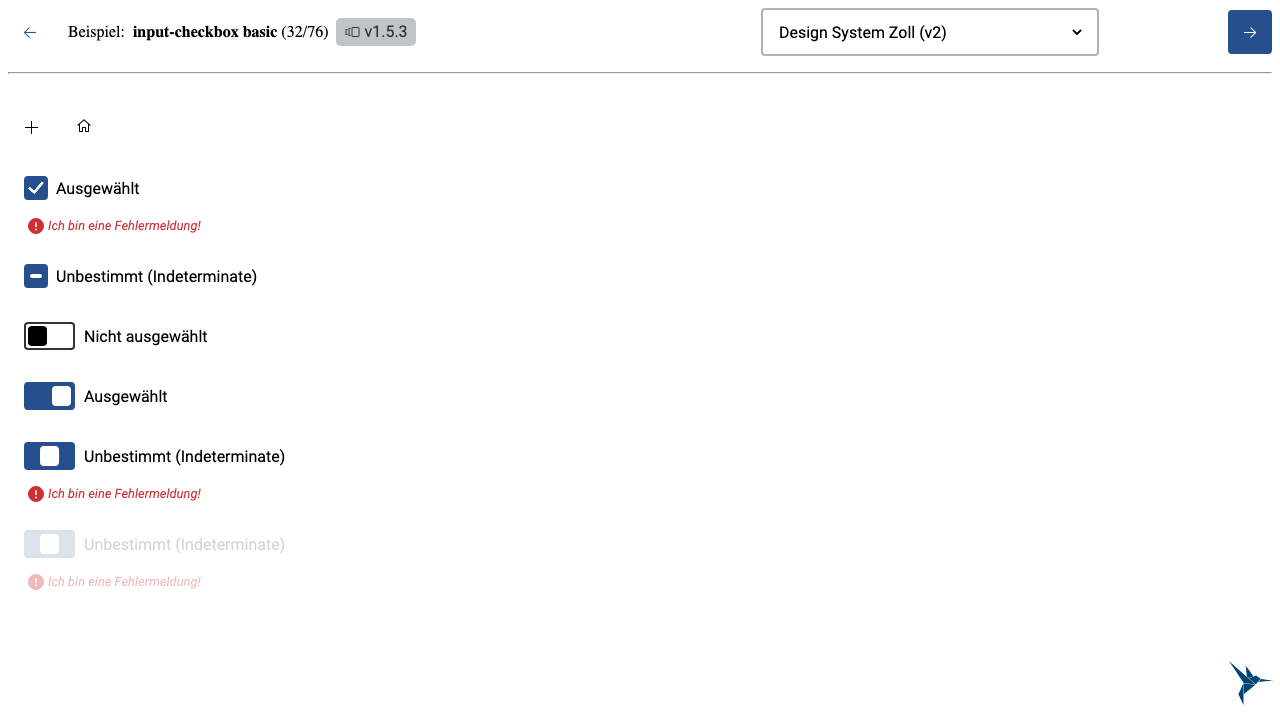 Beispiel: input-checkbox basic (32/76) v1.5.3
Design System Zoll (v2)
Ausgewählt
Ich bin eine Fehlermeldung!
Unbestimmt (Indeterminate)
Nicht ausgewählt
Ausgewählt
Unbestimmt (Indeterminate)
Ich bin eine Fehlermeldung!
Unbestimmt (Indeterminate)
Ich bin eine Fehlermeldung!